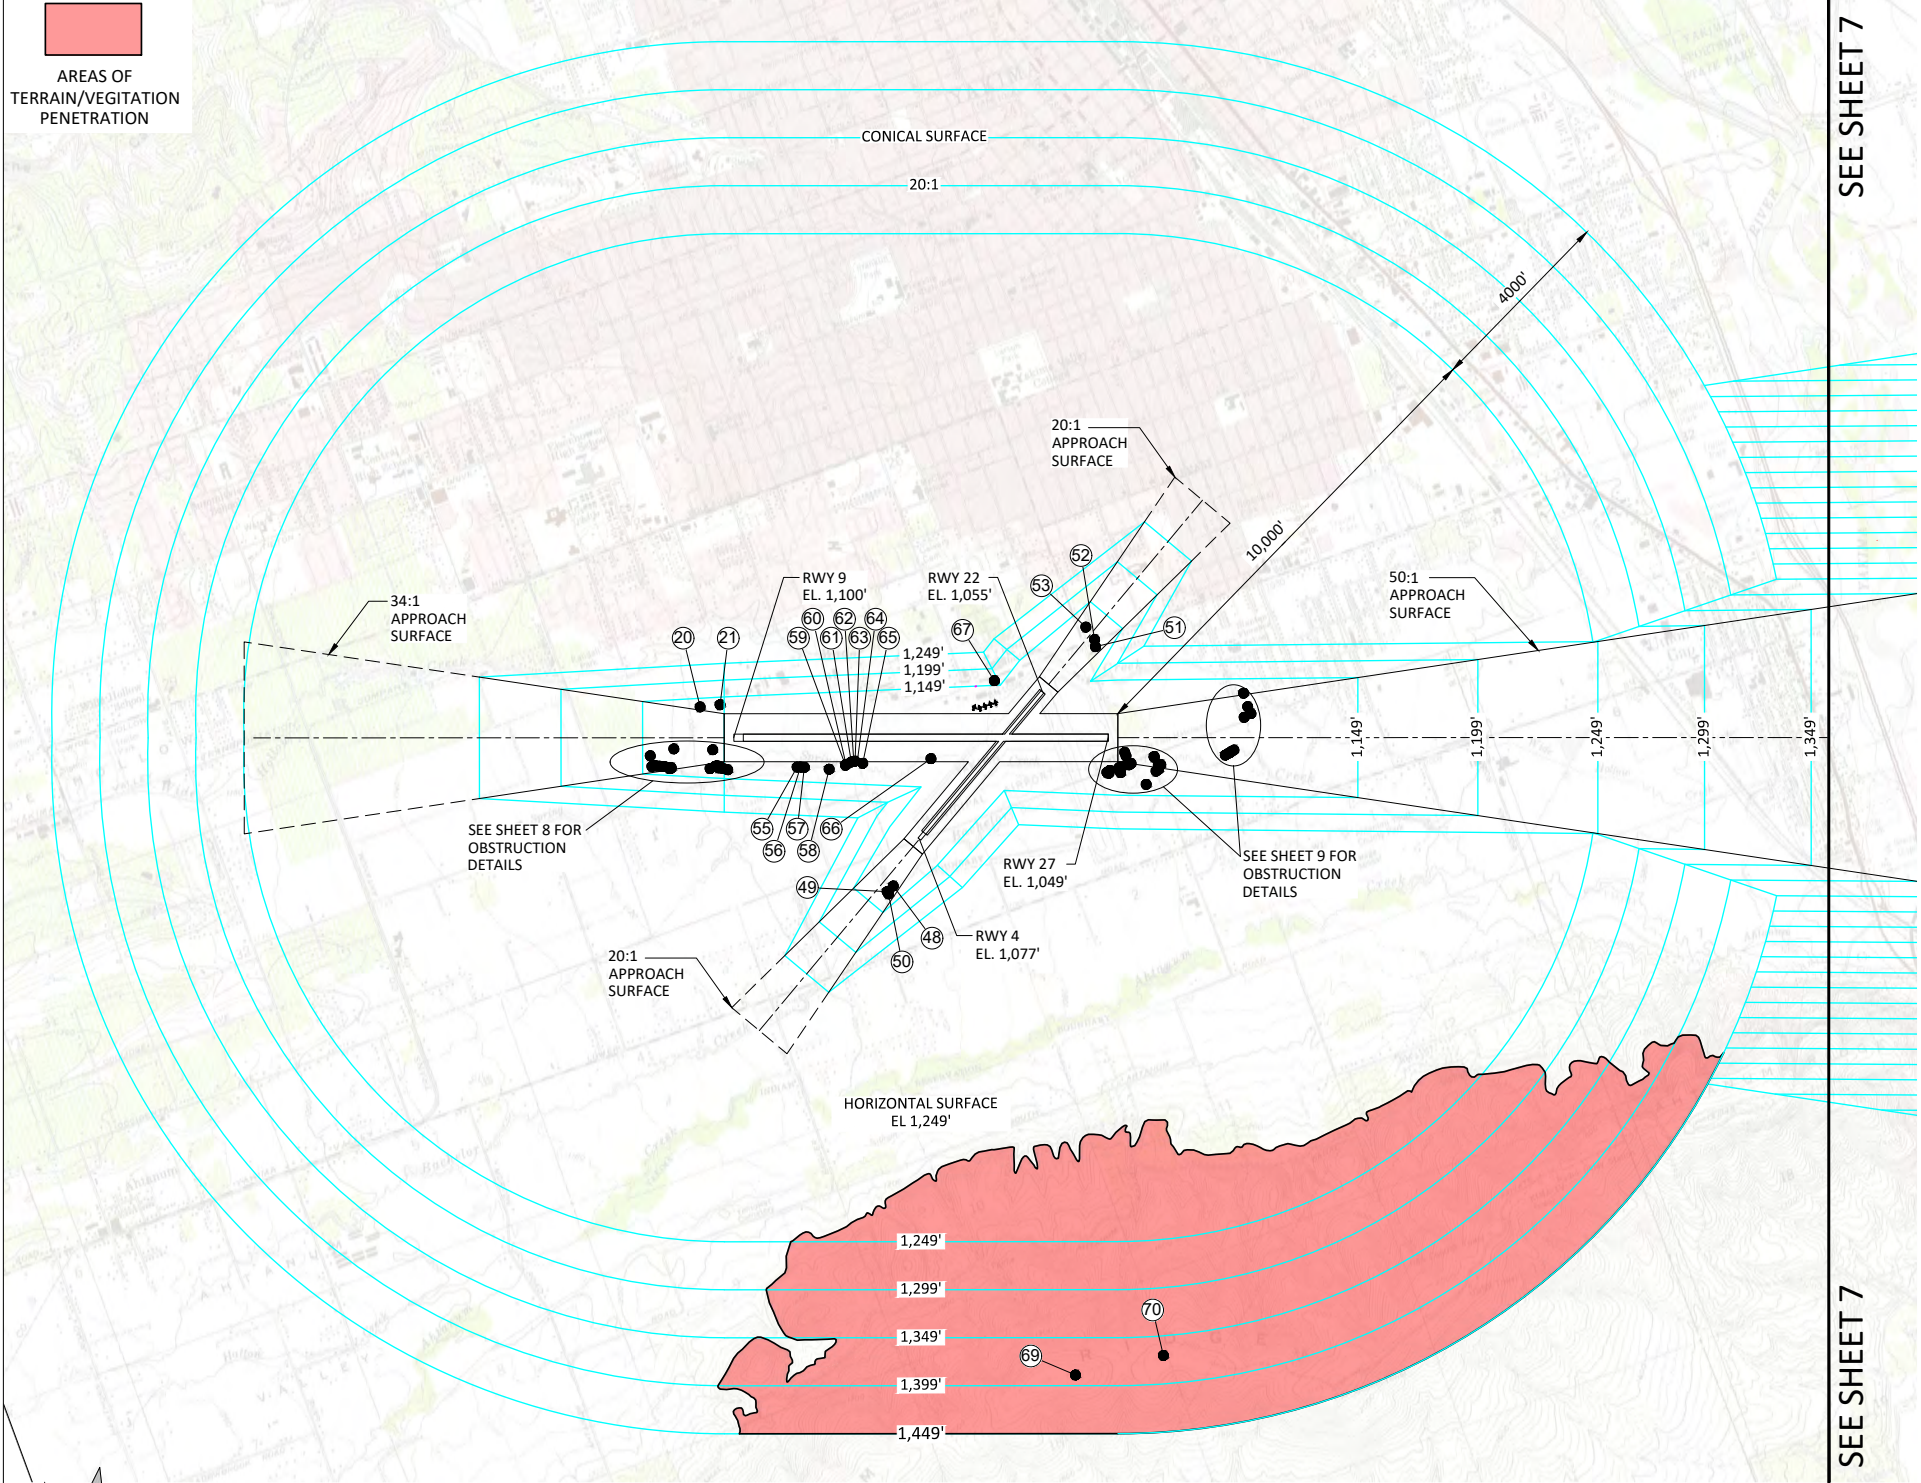 AREAS OF
TERRAIN/VEGITATION
PENETRATION
SEE SHEET 7
CONICAL SURFACE
20:1
4000'
10,000'
20:1
APPROACH
SURFACE
34:1
APPROACH
SURFACE
RWY 9
EL. 1,100'
RWY 22
EL. 1,055'
50:1
APPROACH
SURFACE
52
53
51
20
21
60
62
64
59
61
63
65
67
1,249'
1,199'
1,149'
1,149'
1,199'
1,249'
1,299'
1,349'
55
57
66
56
58
SEE SHEET 8 FOR
OBSTRUCTION
DETAILS
RWY 27
EL. 1,049'
SEE SHEET 9 FOR
OBSTRUCTION
DETAILS
49
48
50
RWY 4
EL. 1,077'
20:1
APPROACH
SURFACE
HORIZONTAL SURFACE
EL 1,249'
1,249'
1,299'
1,349'
1,399'
1,449'
70
69
SEE SHEET 7